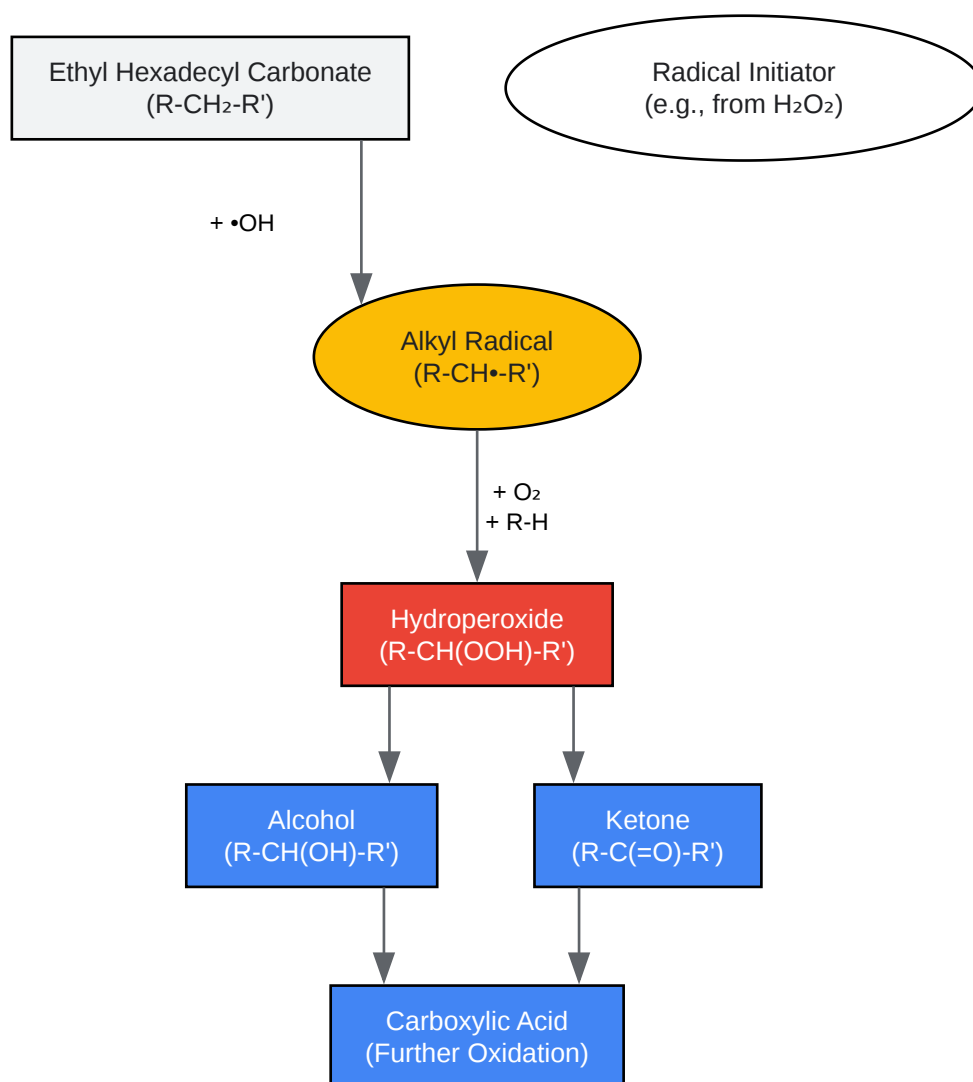 Ethyl Hexadecyl Carbonate
(R-CH₂-R')
Radical Initiator
(e.g., from H₂O₂)
+ •OH
Alkyl Radical
(R-CH•-R')
+ O₂
+ R-H
Hydroperoxide
(R-CH(OOH)-R')
Alcohol
(R-CH(OH)-R')
Ketone
(R-C(=O)-R')
Carboxylic Acid
(Further Oxidation)